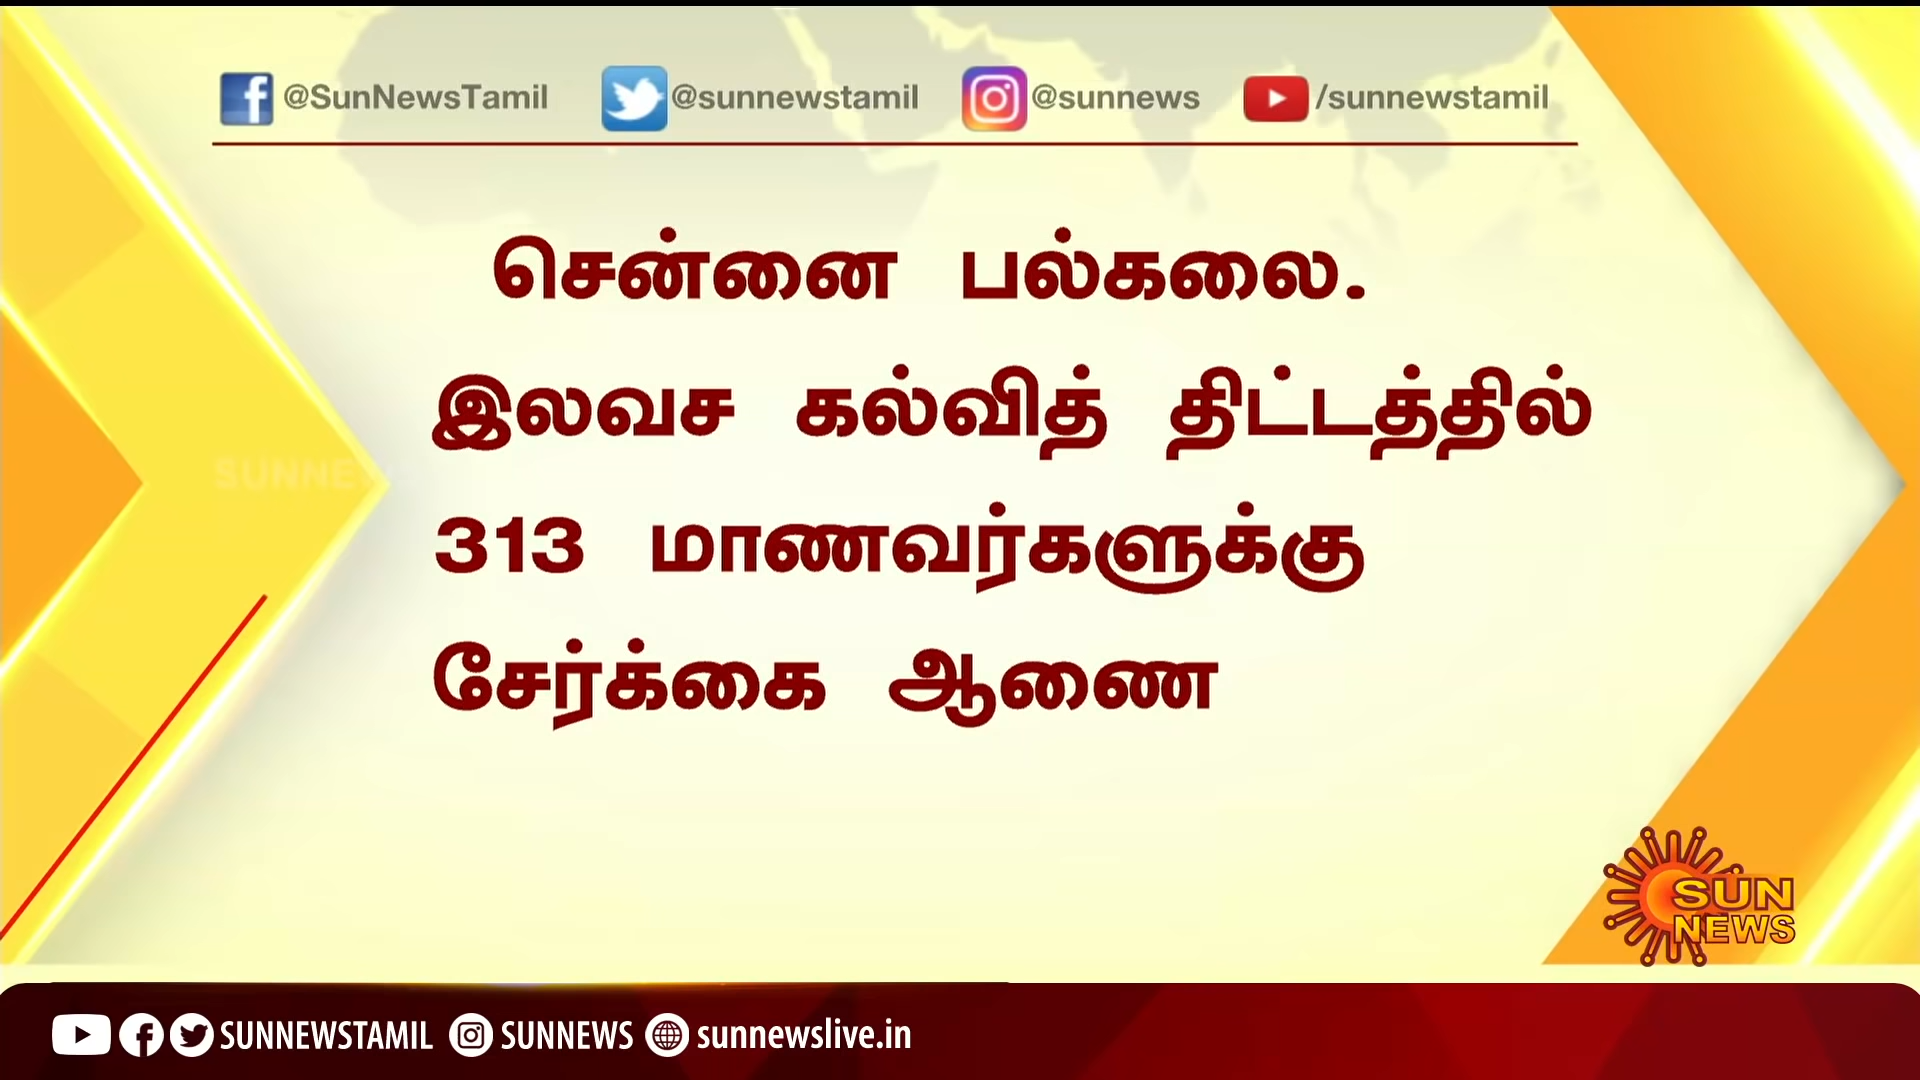 @SunNewsTamil @sunnewstamil @sunnews /sunnewstamil
சென்னை பல்கலை.
இலவச கல்வித் திட்டத்தில்
313 மாணவர்களுக்கு
சேர்க்கை ஆணை
SUNNEWS
SUN
NEWS
SUNNEWSTAMIL SUNNEWS sunnewslive.in